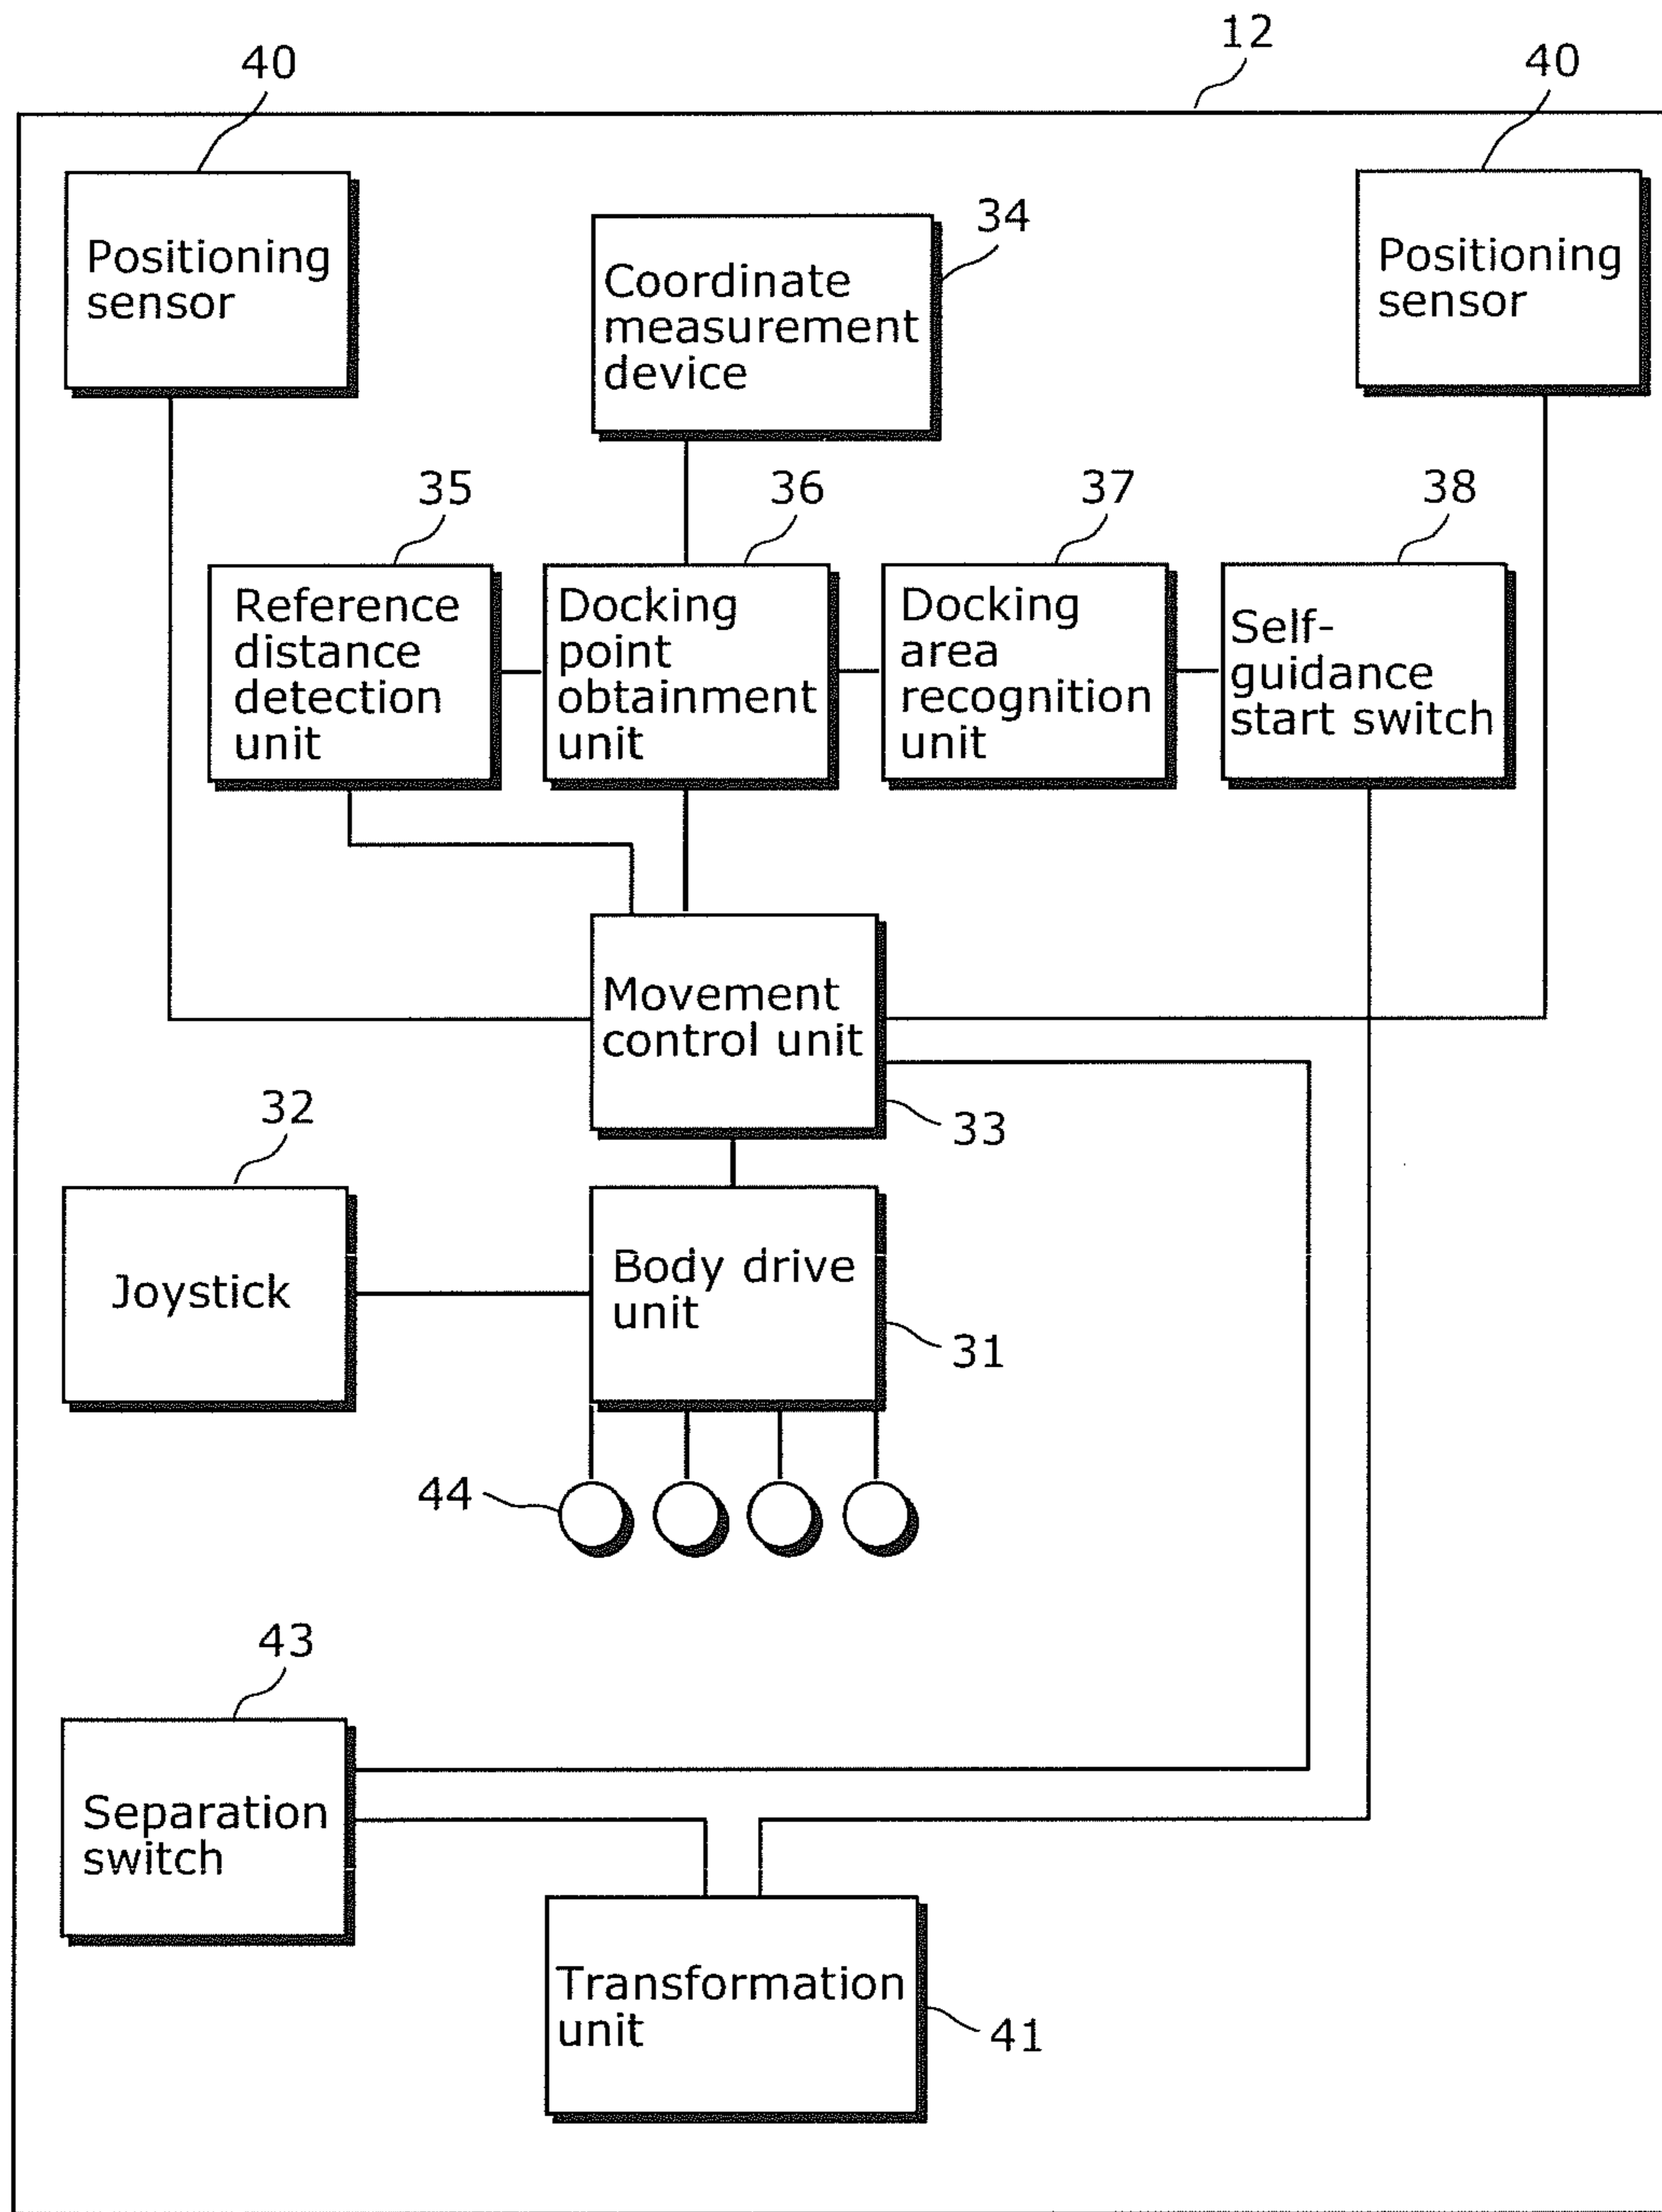 12
40
40
Positioning
sensor
Positioning
sensor
34
Coordinate
measurement
device
35
36
37
38
Reference
distance
detection
unit
Docking
point
obtainment
unit
Docking
area
recognition
unit
Self-
guidance
start switch
Movement
control unit
33
32
Joystick
Body drive
unit
31
44
43
Separation
switch
Transformation
unit
41